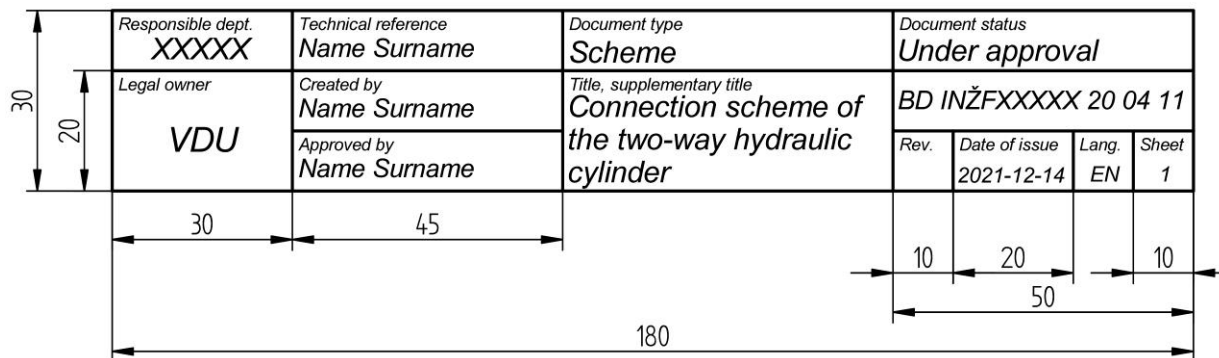 Responsible dept.
XXXXX
Technical reference
Name Surname
Document type
Scheme
Document status
Under approval
Legal owner
VDU
Created by
Name Surname
Approved by
Name Surname
Title, supplementary title
Connection scheme of
the two-way hydraulic
cylinder
BD INŽFXXXXX 20 04 11
Rev.
Date of issue
2021-12-14
Lang.
EN
Sheet
1
30
20
30
45
10
20
10
50
180